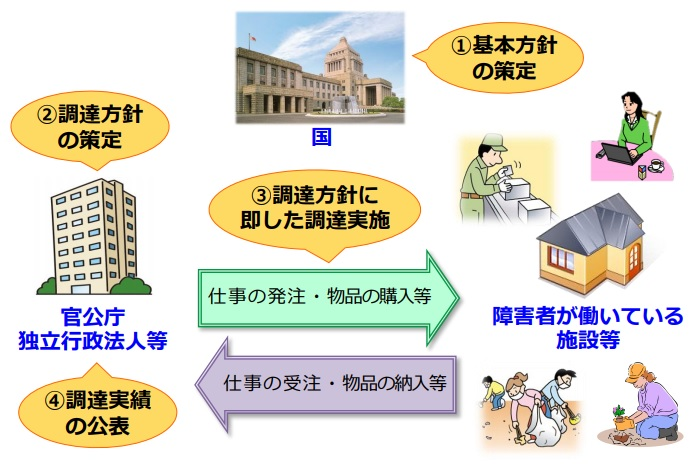 ①基本方針
の策定
国
②調達方針
の策定
③調達方針に
即した調達実施
官公庁
独立行政法人等
仕事の発注・物品の購入等
障害者が働いている
施設等
仕事の受注・物品の納入等
④調達実績
の公表